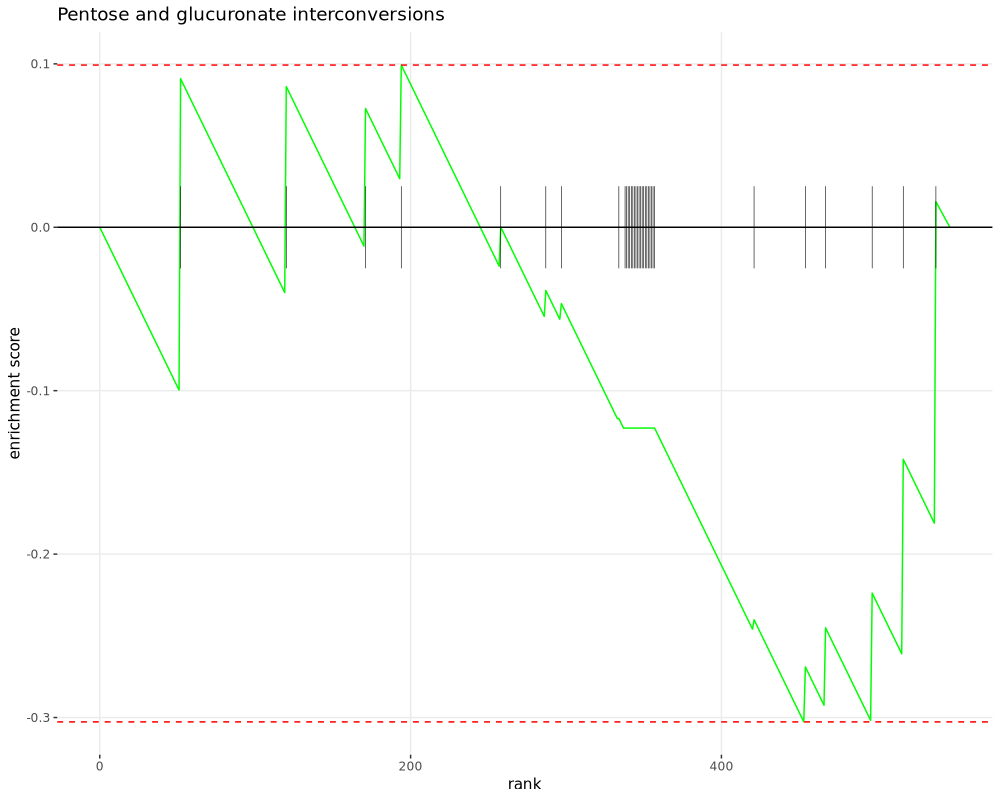 Pentose and glucuronate interconversions
0.1
0.0
-0.1
-0.2
-0.3
enrichment score
0
200
400
rank